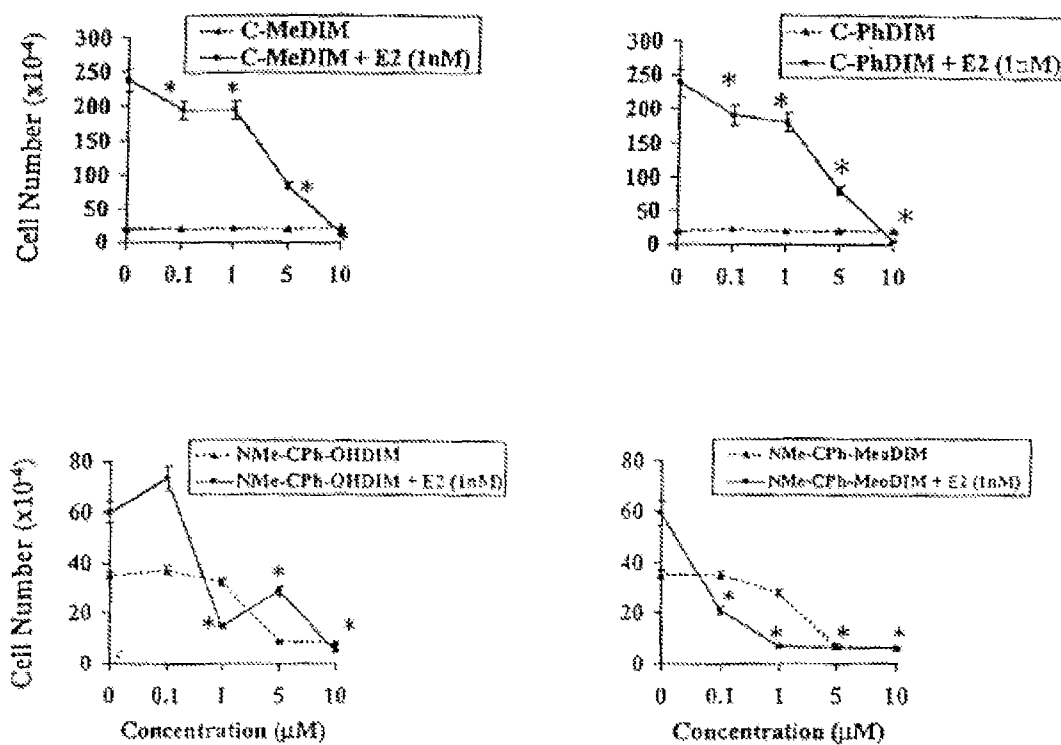 C-MeDIM
C-MeDIM + E2 (1nM)
Cell Number (x10-4)
300
250
200
150
100
50
0
0 0.1 1 5 10
* * * *
C-PhDIM
C-PhDIM + E2 (1nM)
300
250
200
150
100
50
0
0 0.1 1 5 10
* * * *
NMe-CPh-OHDIM
NMe-CPh-OHDIM + E2 (1nM)
Cell Number (x10-4)
80
60
40
20
0
0 0.1 1 5 10
* * *
Concentration (μM)
NMe-CPh-MeoDIM
NMe-CPh-MeoDIM + E2 (1nM)
80
60
40
20
0
0 0.1 1 5 10
* * * *
Concentration (μM)